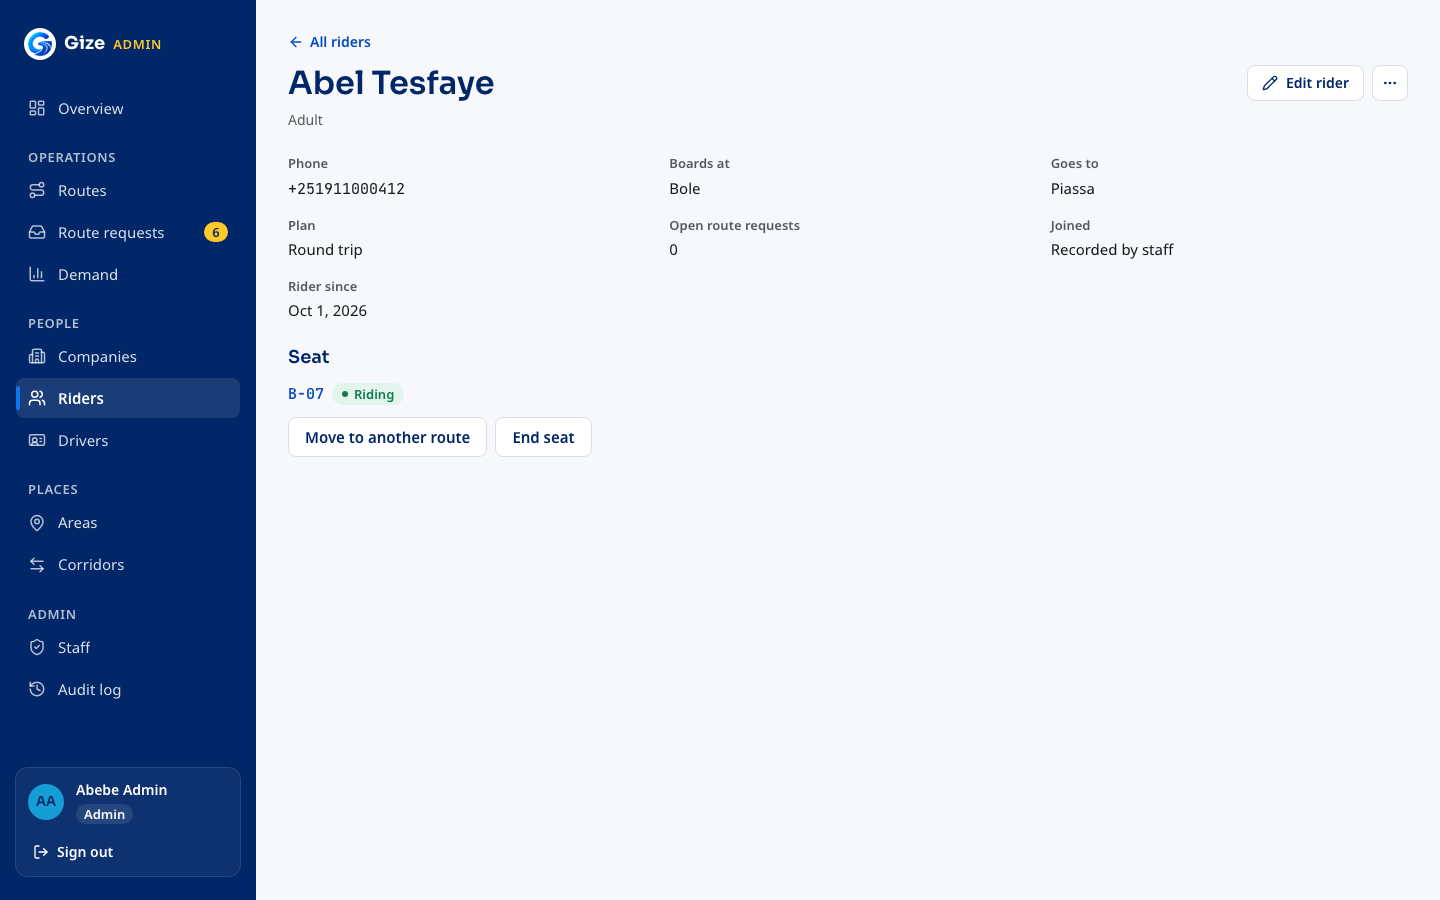 Gize ADMIN
Overview
OPERATIONS
Routes
Route requests 6
Demand
PEOPLE
Companies
Riders
Drivers
PLACES
Areas
Corridors
ADMIN
Staff
Audit log
AA
Abebe Admin
Admin
Sign out
All riders
Abel Tesfaye
Edit rider
Adult
Phone
+251911000412
Boards at
Bole
Goes to
Piassa
Plan
Round trip
Open route requests
0
Joined
Recorded by staff
Rider since
Oct 1, 2026
Seat
B-07 Riding
Move to another route
End seat